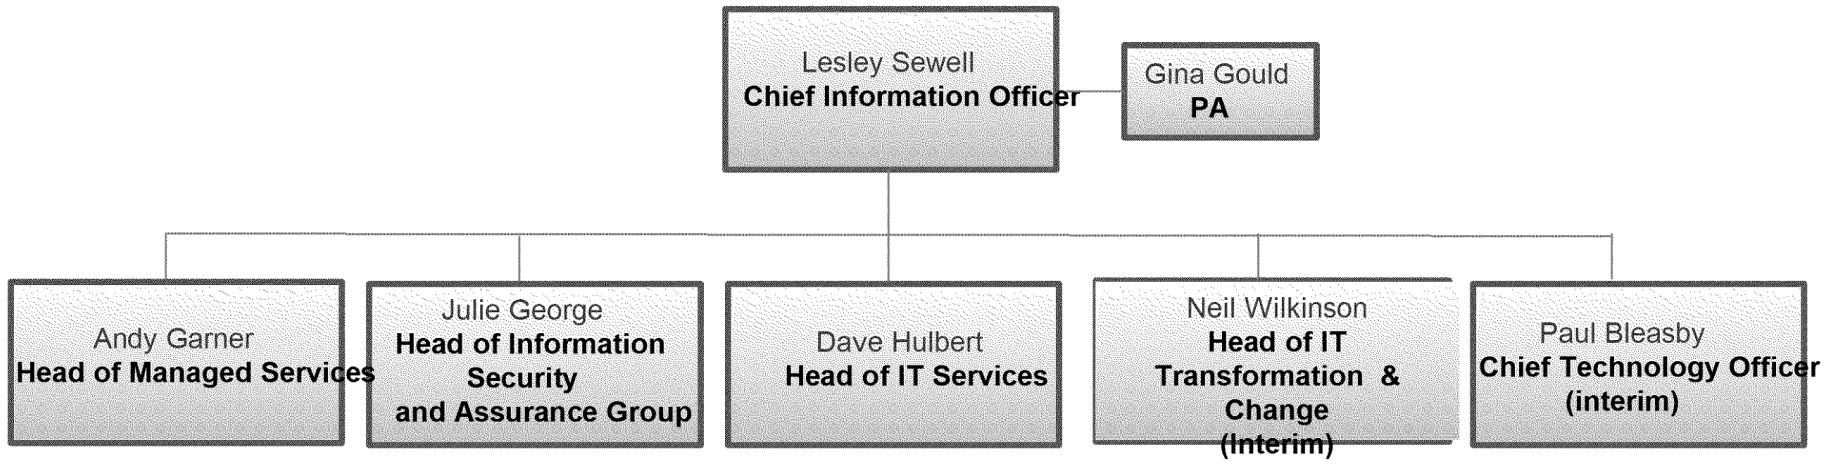 Lesley Sewell
Chief Information Officer
Gina Gould
PA
Andy Garner
Head of Managed Services
Julie George
Head of Information
Security
and Assurance Group
Dave Hulbert
Head of IT Services
Neil Wilkinson
Head of IT
Transformation &
Change
(Interim)
Paul Bleasby
Chief Technology Officer
(interim)